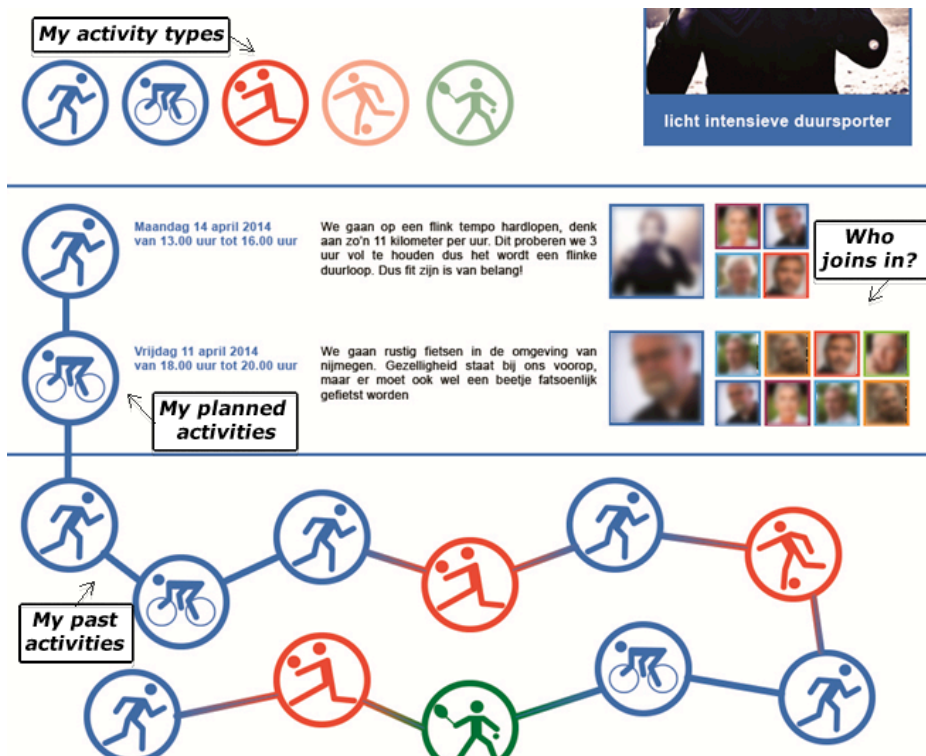 My activity types
licht intensieve duursporter
Maandag 14 april 2014
van 13.00 uur tot 16.00 uur
We gaan op een flink tempo hardlopen, denk
aan zo'n 11 kilometer per uur. Dit proberen we 3
uur vol te houden dus het wordt een flinke
duurloop. Dus fit zijn is van belang!
Who
joins in?
Vrijdag 11 april 2014
van 18.00 uur tot 20.00 uur
We gaan rustig fietsen in de omgeving van
nijmegen. Gezelligheid staat bij ons voorop,
maar er moet ook wel een beetje fatsoenlijk
gefietst worden
My planned
activities
My past
activities